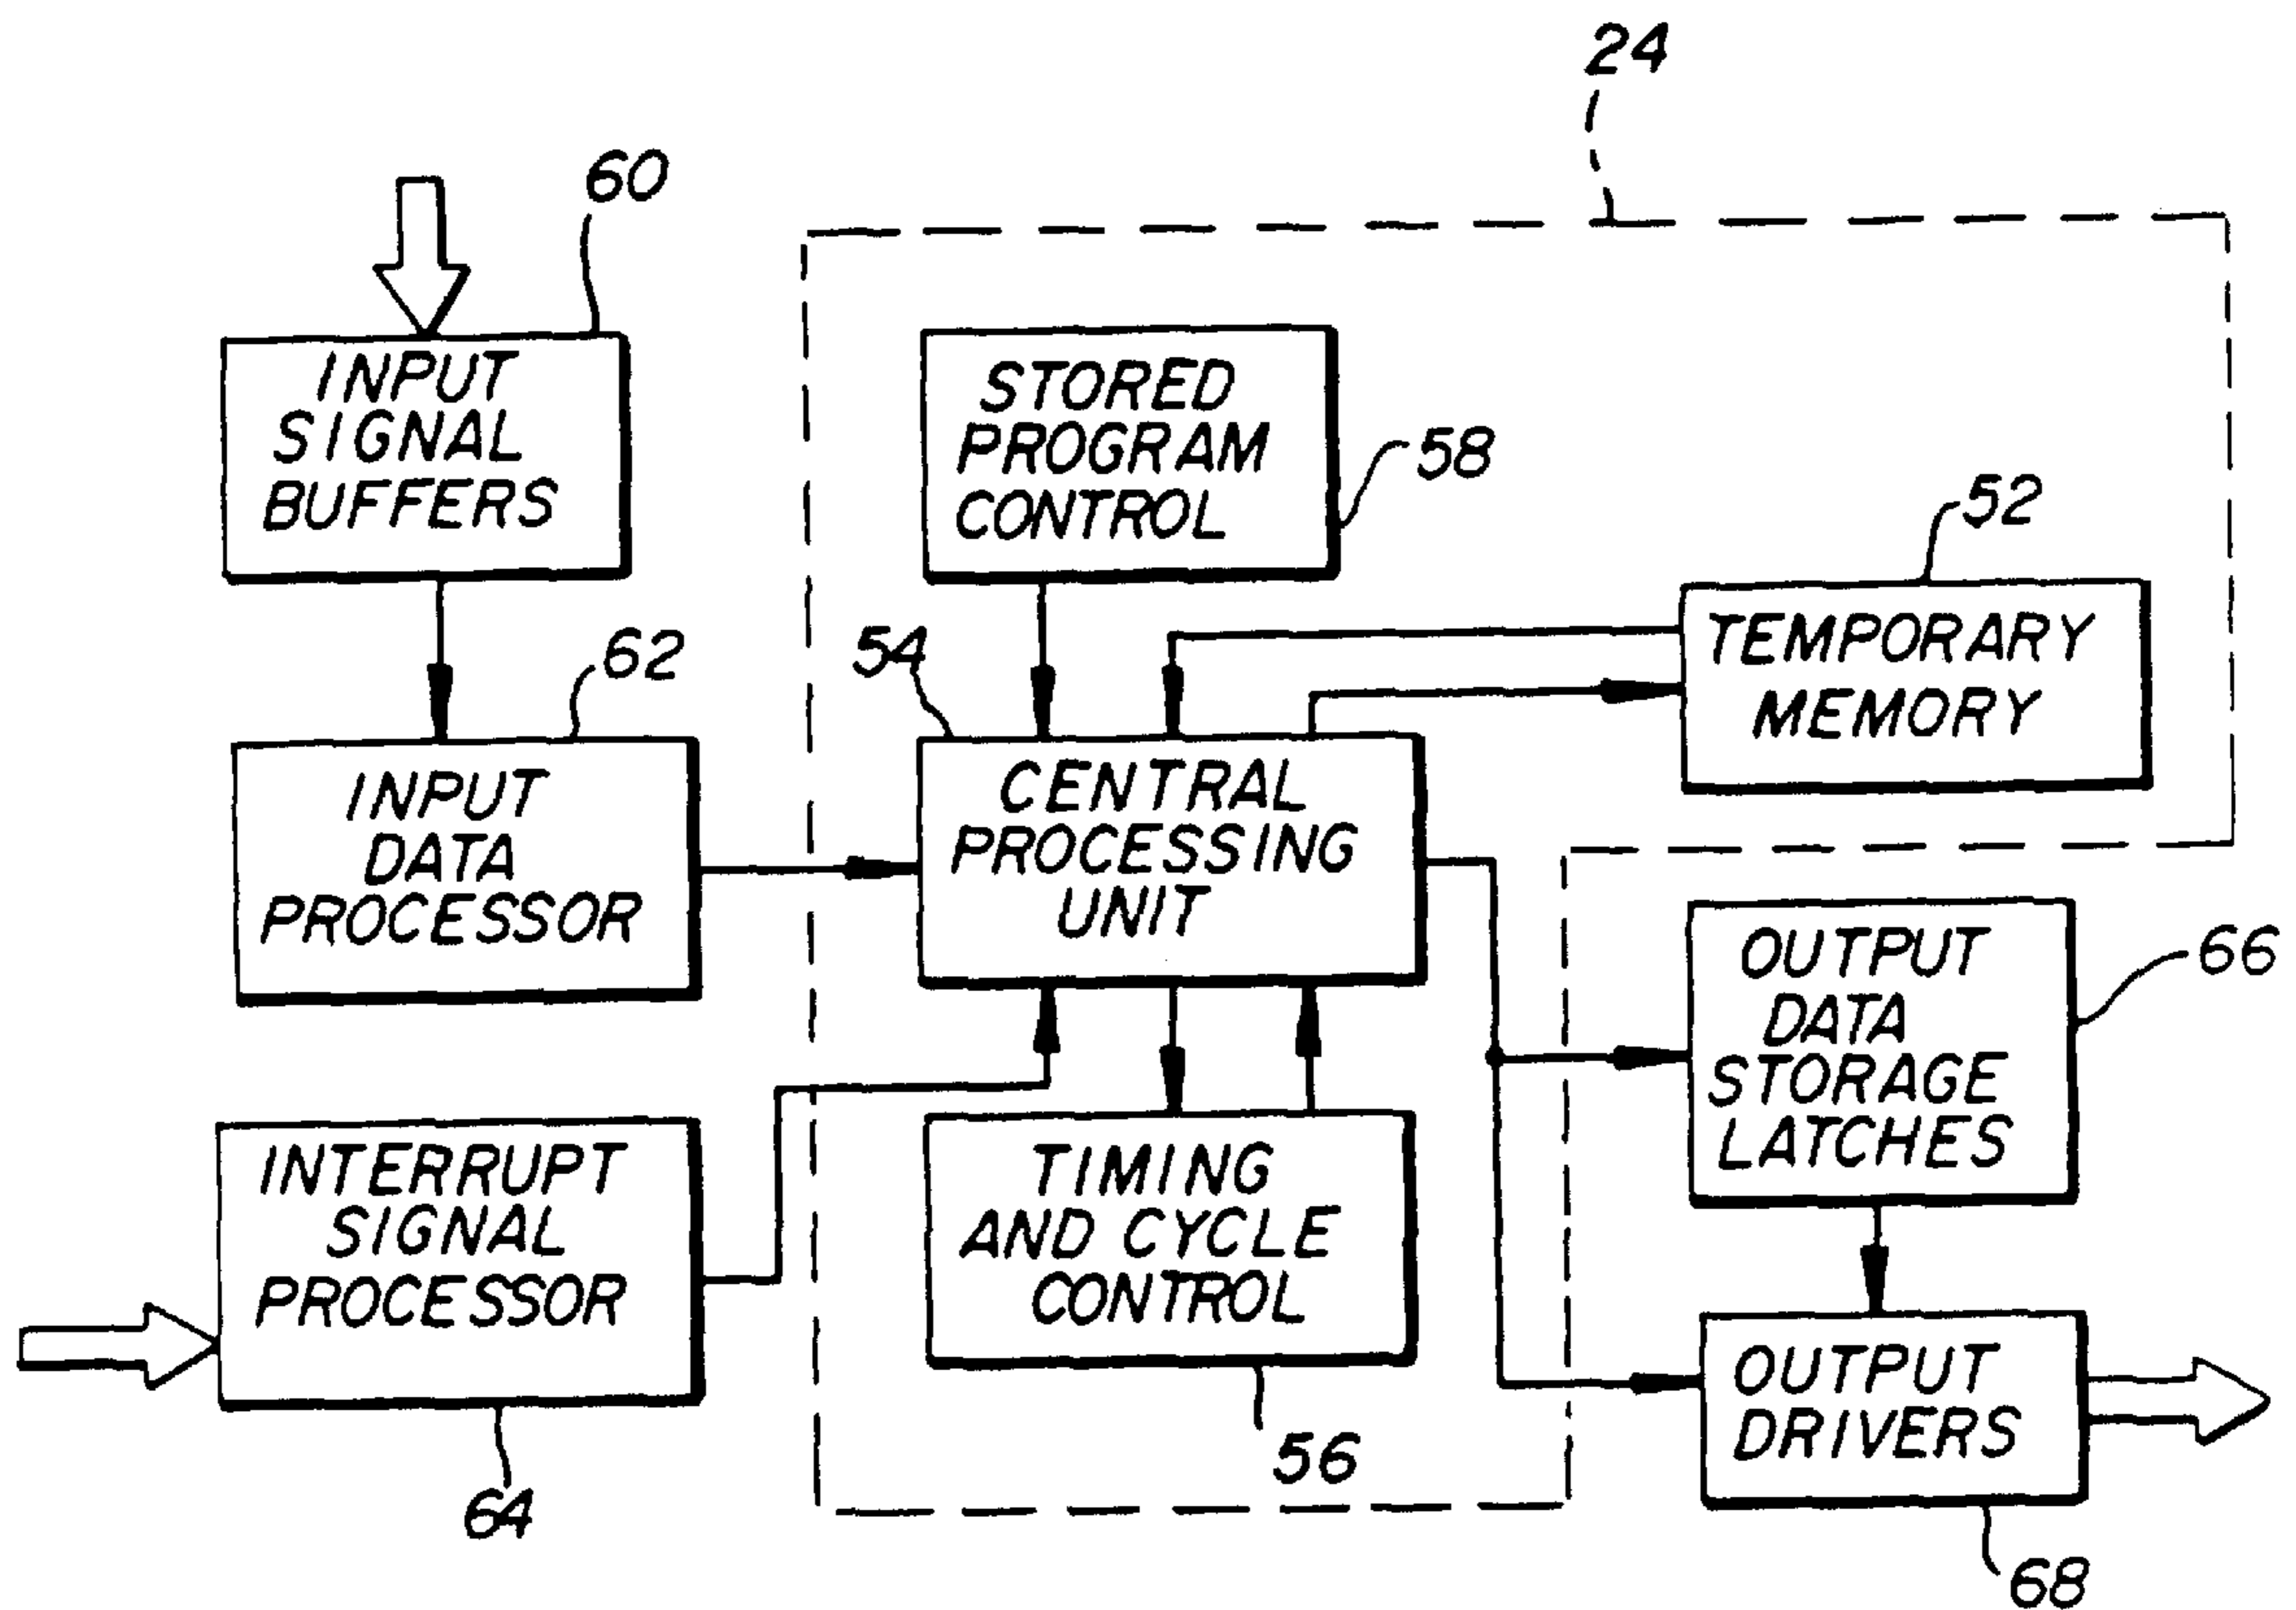 24
60
INPUT
SIGNAL
BUFFERS
STORED
PROGRAM
CONTROL
58
52
TEMPORARY
MEMORY
62
54
INPUT
DATA
PROCESSOR
CENTRAL
PROCESSING
UNIT
OUTPUT
DATA
STORAGE
LATCHES
66
INTERRUPT
SIGNAL
PROCESSOR
64
TIMING
AND CYCLE
CONTROL
56
OUTPUT
DRIVERS
68